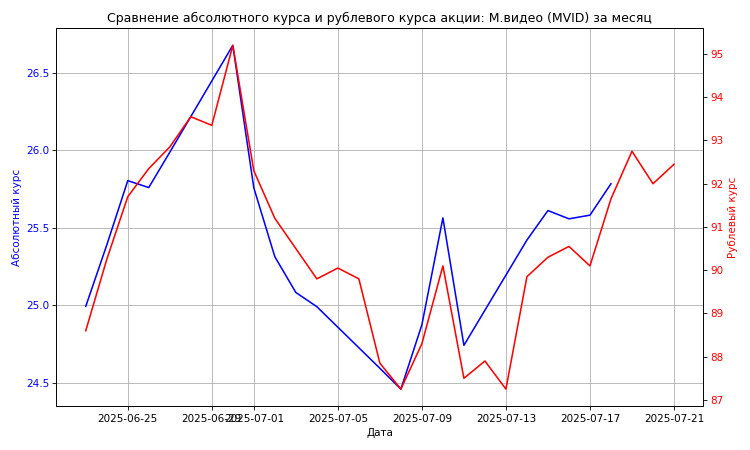 Сравнение абсолютного курса и рублевого курса акции: М.видео (MVID) за месяц
Абсолютный курс
26.5
26.0
25.5
25.0
24.5
95
94
93
92
91
90
89
88
87
Рублевый курс
2025-06-25 2025-06-29 2025-07-01 2025-07-05 2025-07-09 2025-07-13 2025-07-17 2025-07-21
Дата